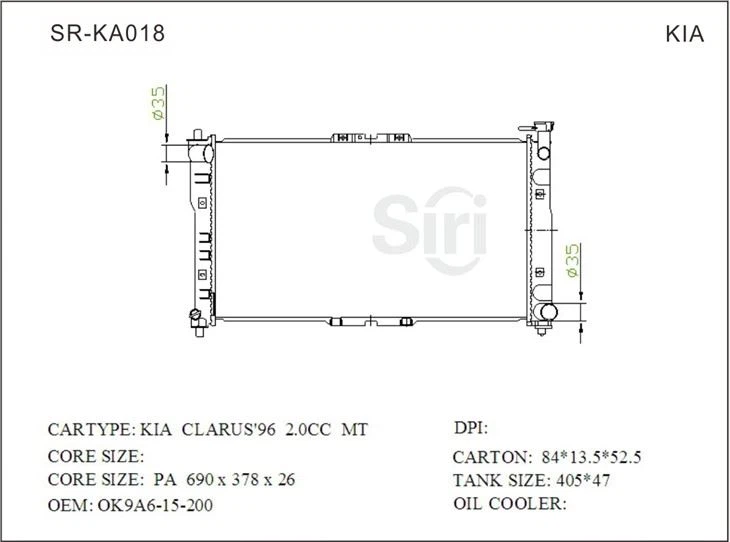 SR-KA018
KIA
ø35
Siri
ø35
CARTYPE: KIA CLARUS'96 2.0CC MT
CORE SIZE:
CORE SIZE: PA 690 x 378 x 26
OEM: OK9A6-15-200
DPI:
CARTON: 84*13.5*52.5
TANK SIZE: 405*47
OIL COOLER: